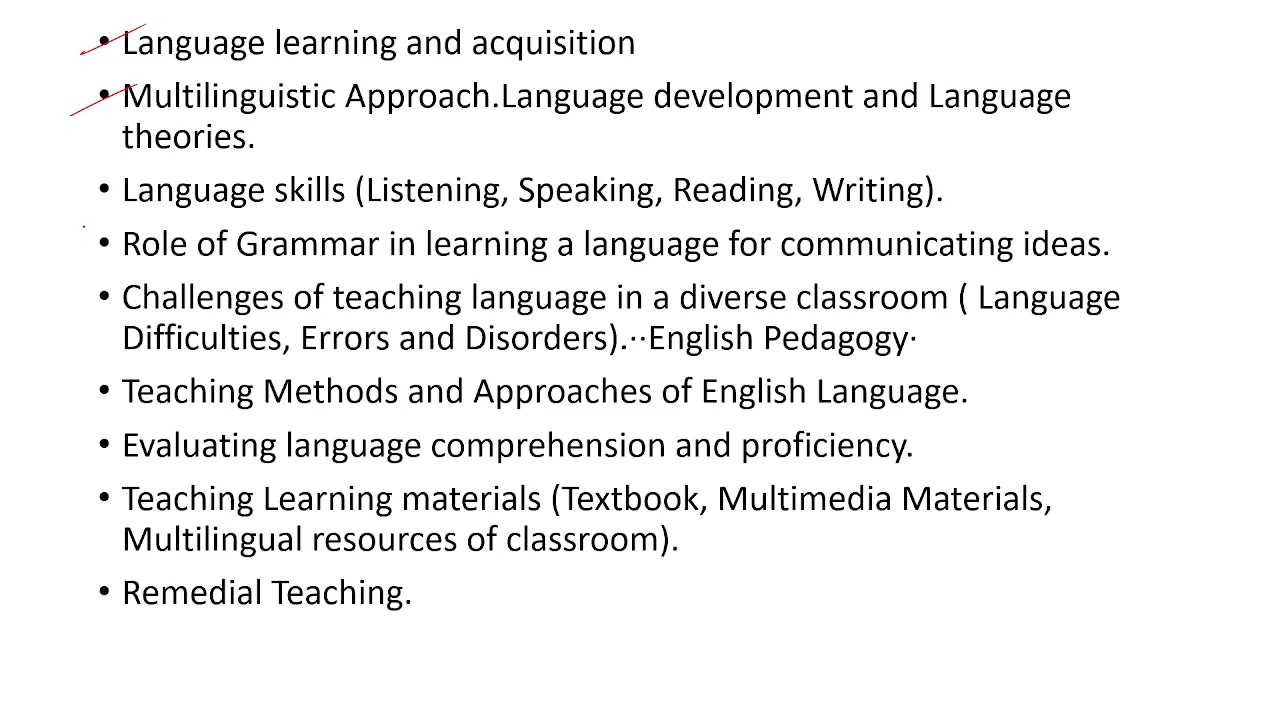 • Language learning and acquisition
• Multilinguistic Approach.Language development and Language
theories.
• Language skills (Listening, Speaking, Reading, Writing).
• Role of Grammar in learning a language for communicating ideas.
• Challenges of teaching language in a diverse classroom ( Language
Difficulties, Errors and Disorders).··English Pedagogy·
• Teaching Methods and Approaches of English Language.
• Evaluating language comprehension and proficiency.
• Teaching Learning materials (Textbook, Multimedia Materials,
Multilingual resources of classroom).
• Remedial Teaching.